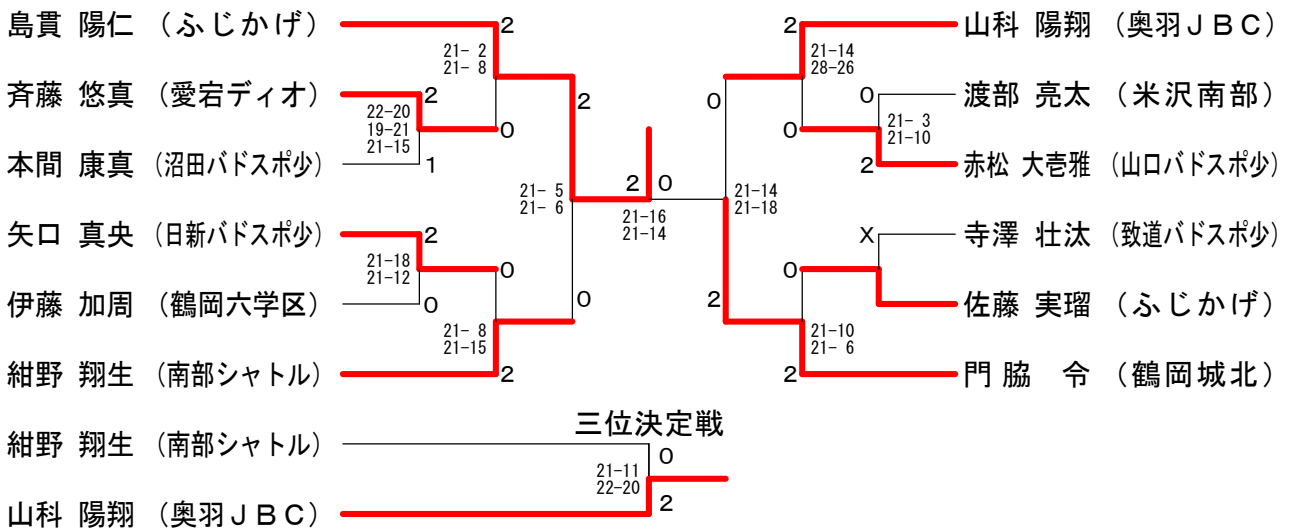 島貫 陽仁 (ふじかげ)
2
21- 2
21- 8
斉藤 悠真 (愛宕ディオ)
2
22-20
19-21
21-15
0
本間 康真 (沼田バドスポ少)
1
2
21- 5
21- 6
矢口 真央 (日新バドスポ少)
2
21-18
21-12
0
伊藤 加周 (鶴岡六学区)
0
0
21- 8
21-15
紺野 翔生 (南部シャトル)
2
2 0
21-16
21-14
2
山科 陽翔 (奥羽JBC)
21-14
28-26
0
0
渡部 亮太 (米沢南部)
21- 3
21-10
0
2
赤松 大壱雅 (山口バドスポ少)
21-14
21-18
X
寺澤 壮汰 (致道バドスポ少)
0
佐藤 実瑠 (ふじかげ)
2
21-10
21- 6
2
門脇 令 (鶴岡城北)
三位決定戦
紺野 翔生 (南部シャトル)
0
21-11
22-20
2
山科 陽翔 (奥羽JBC)